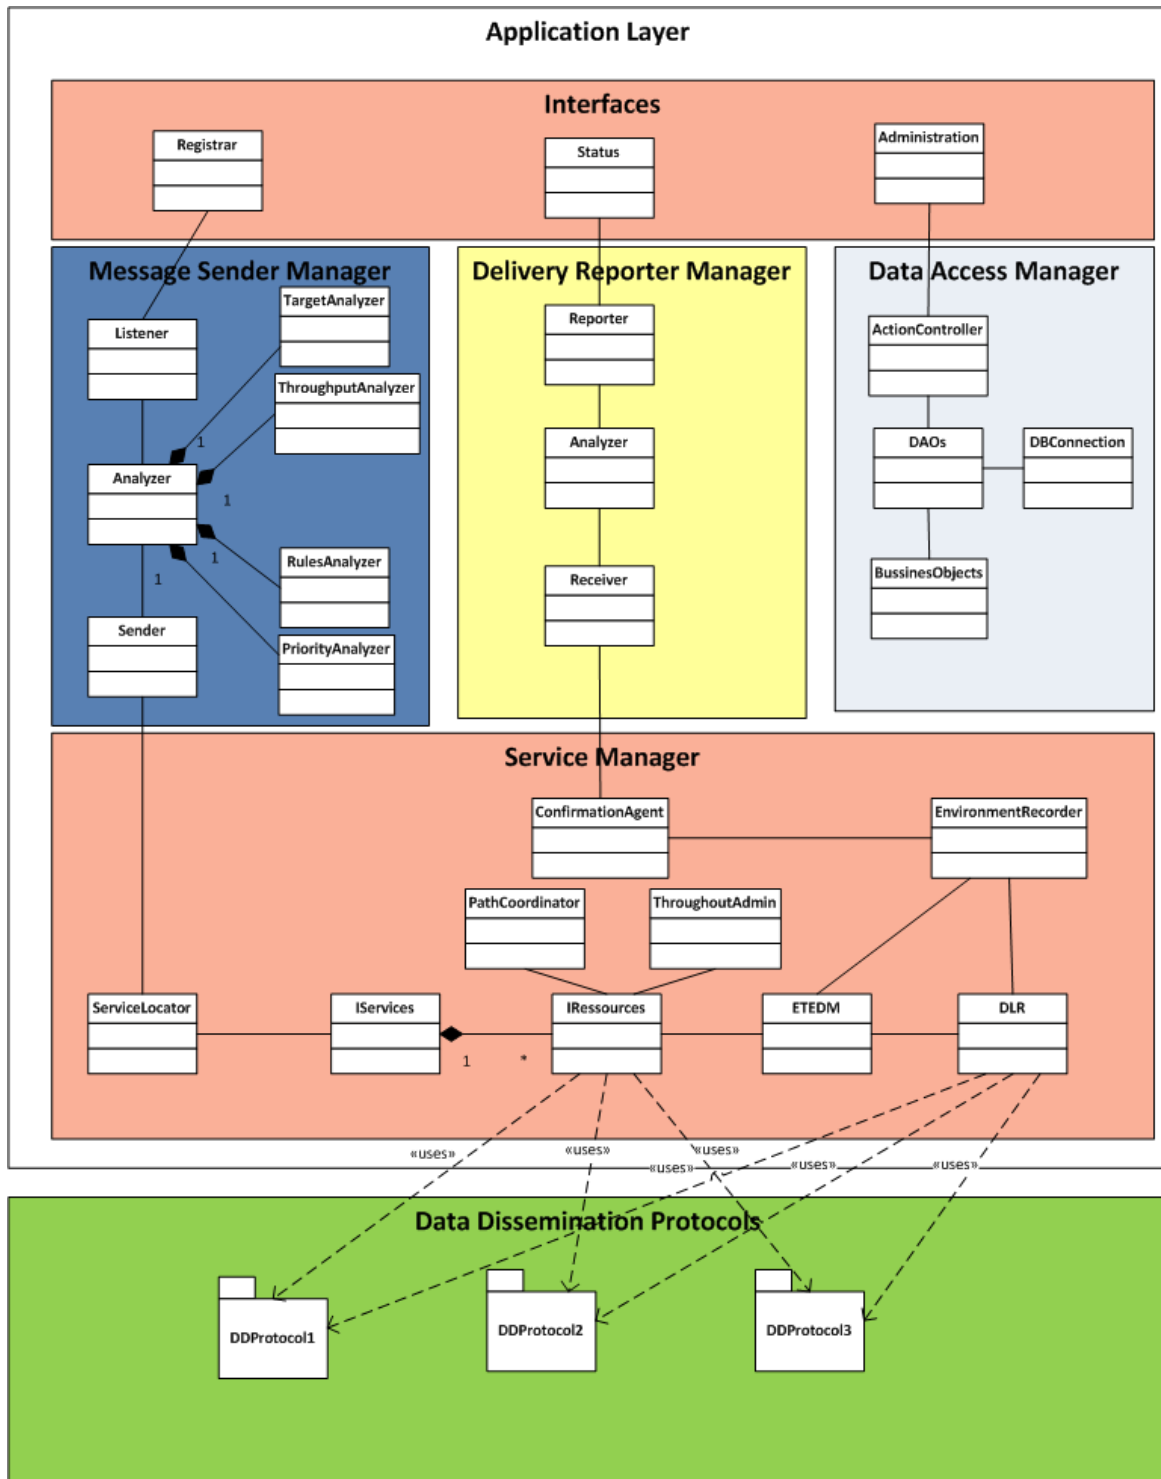 Application Layer
Interfaces
Registrar
Status
Administration
Message Sender Manager
TargetAnalyzer
Listener
ThroughputAnalyzer
1
Analyzer
1
1
1
RulesAnalyzer
Sender
PriorityAnalyzer
Delivery Reporter Manager
Reporter
Analyzer
Receiver
Data Access Manager
ActionController
DAOs
DBConnection
BussinesObjects
Service Manager
ConfirmationAgent
EnvironmentRecorder
PathCoordinator
ThroughoutAdmin
ServiceLocator
IServices
IRessources
ETEDM
DLR
1
*
«uses»
«uses»
«uses»
«uses»
«uses»
«uses»
Data Dissemination Protocols
DDProtocol1
DDProtocol2
DDProtocol3